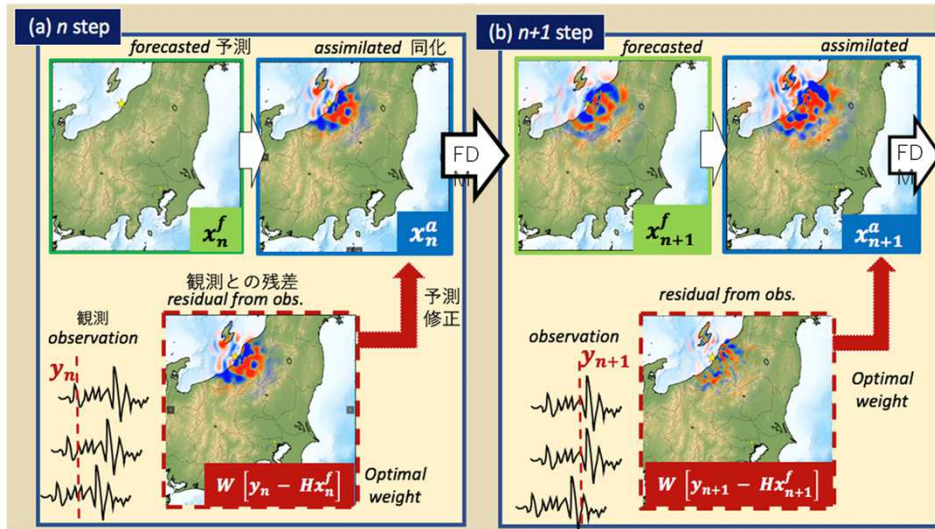 (a) n step
forecasted 予測
assimilated 同化
x_n^f
x_n^a
FD
M
観測との残差
residual from obs.
予測
修正
観測
observation
y_n
W [y_n − Hx_n^f]
Optimal
weight
(b) n+1 step
forecasted
assimilated
x_{n+1}^f
x_{n+1}^a
FD
M
residual from obs.
observation
y_{n+1}
Optimal
weight
W [y_{n+1} − Hx_{n+1}^f]